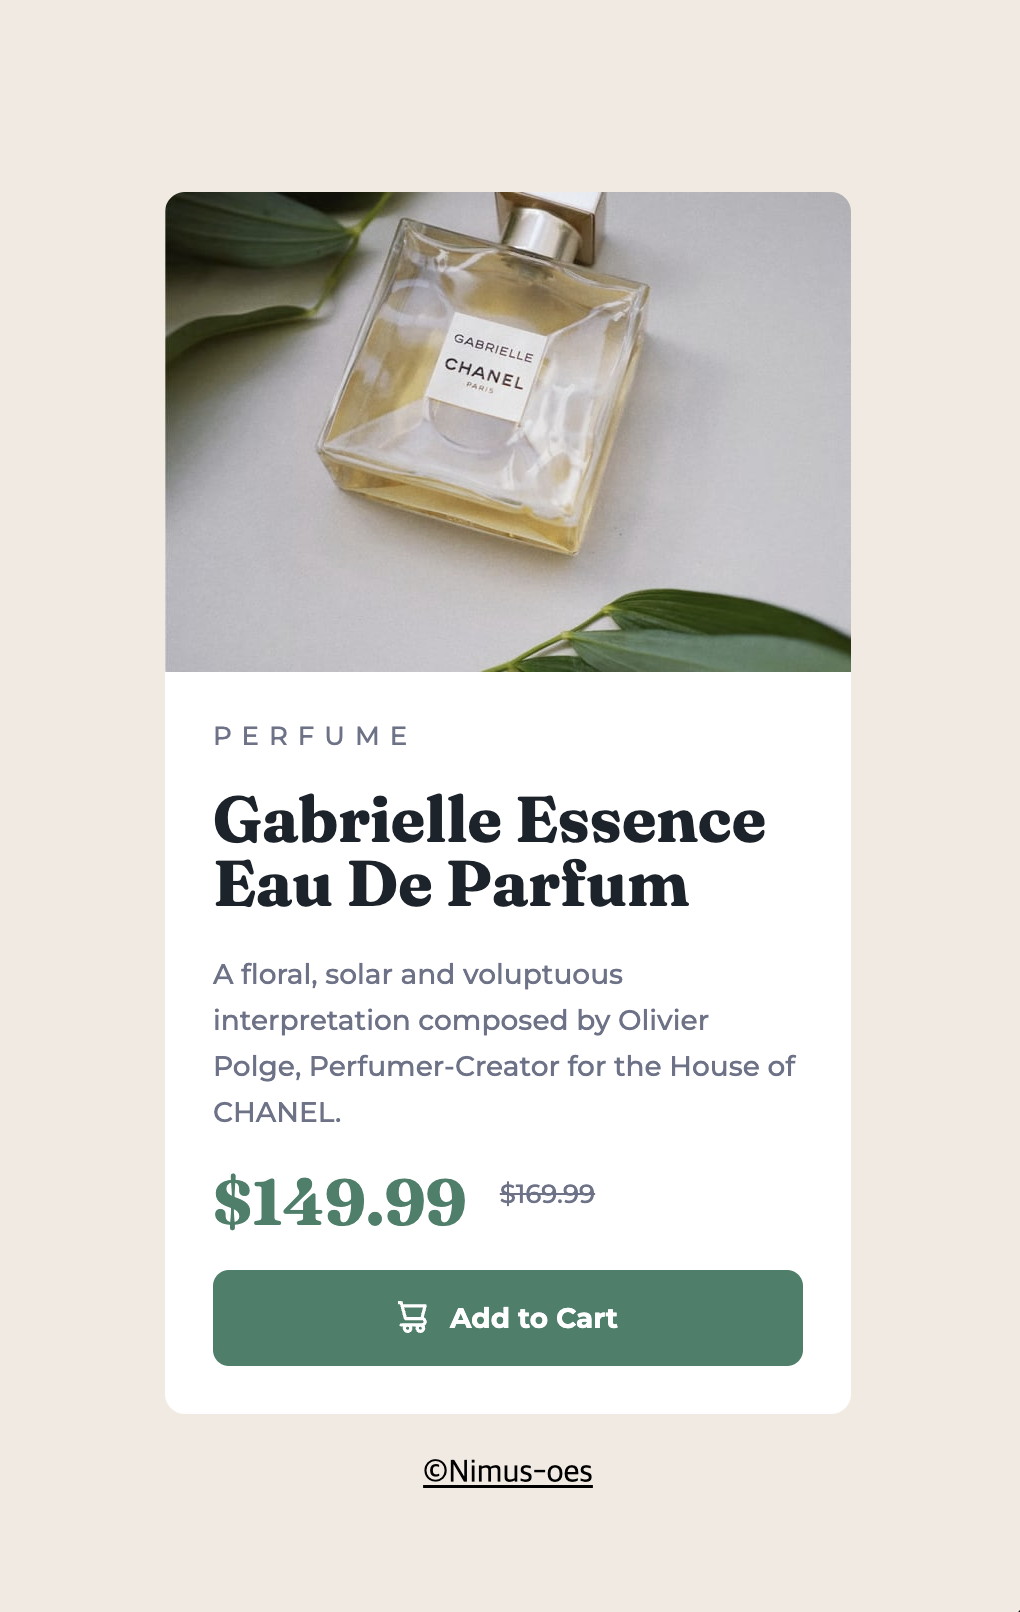 GABRIELLE
CHANEL
PARIS
PERFUME
Gabrielle Essence
Eau De Parfum
A floral, solar and voluptuous
interpretation composed by Olivier
Polge, Perfumer-Creator for the House of
CHANEL.
$149.99 $169.99
Add to Cart
©Nimus-oes